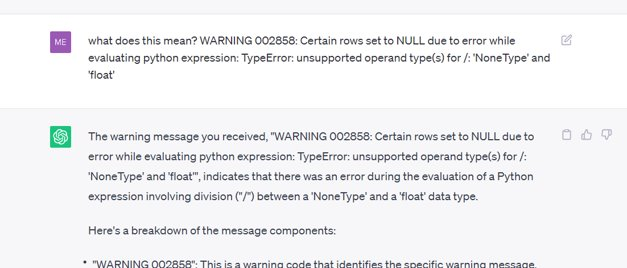 ME
what does this mean? WARNING 002858: Certain rows set to NULL due to error while
evaluating python expression: TypeError: unsupported operand type(s) for /: 'NoneType' and
'float'
The warning message you received, "WARNING 002858: Certain rows set to NULL due to
error while evaluating python expression: TypeError: unsupported operand type(s) for /:
'NoneType' and 'float'", indicates that there was an error during the evaluation of a Python
expression involving division ("/") between a 'NoneType' and a 'float' data type.
Here's a breakdown of the message components:
• "WARNING 002858": This is a warning code that identifies the specific warning message.